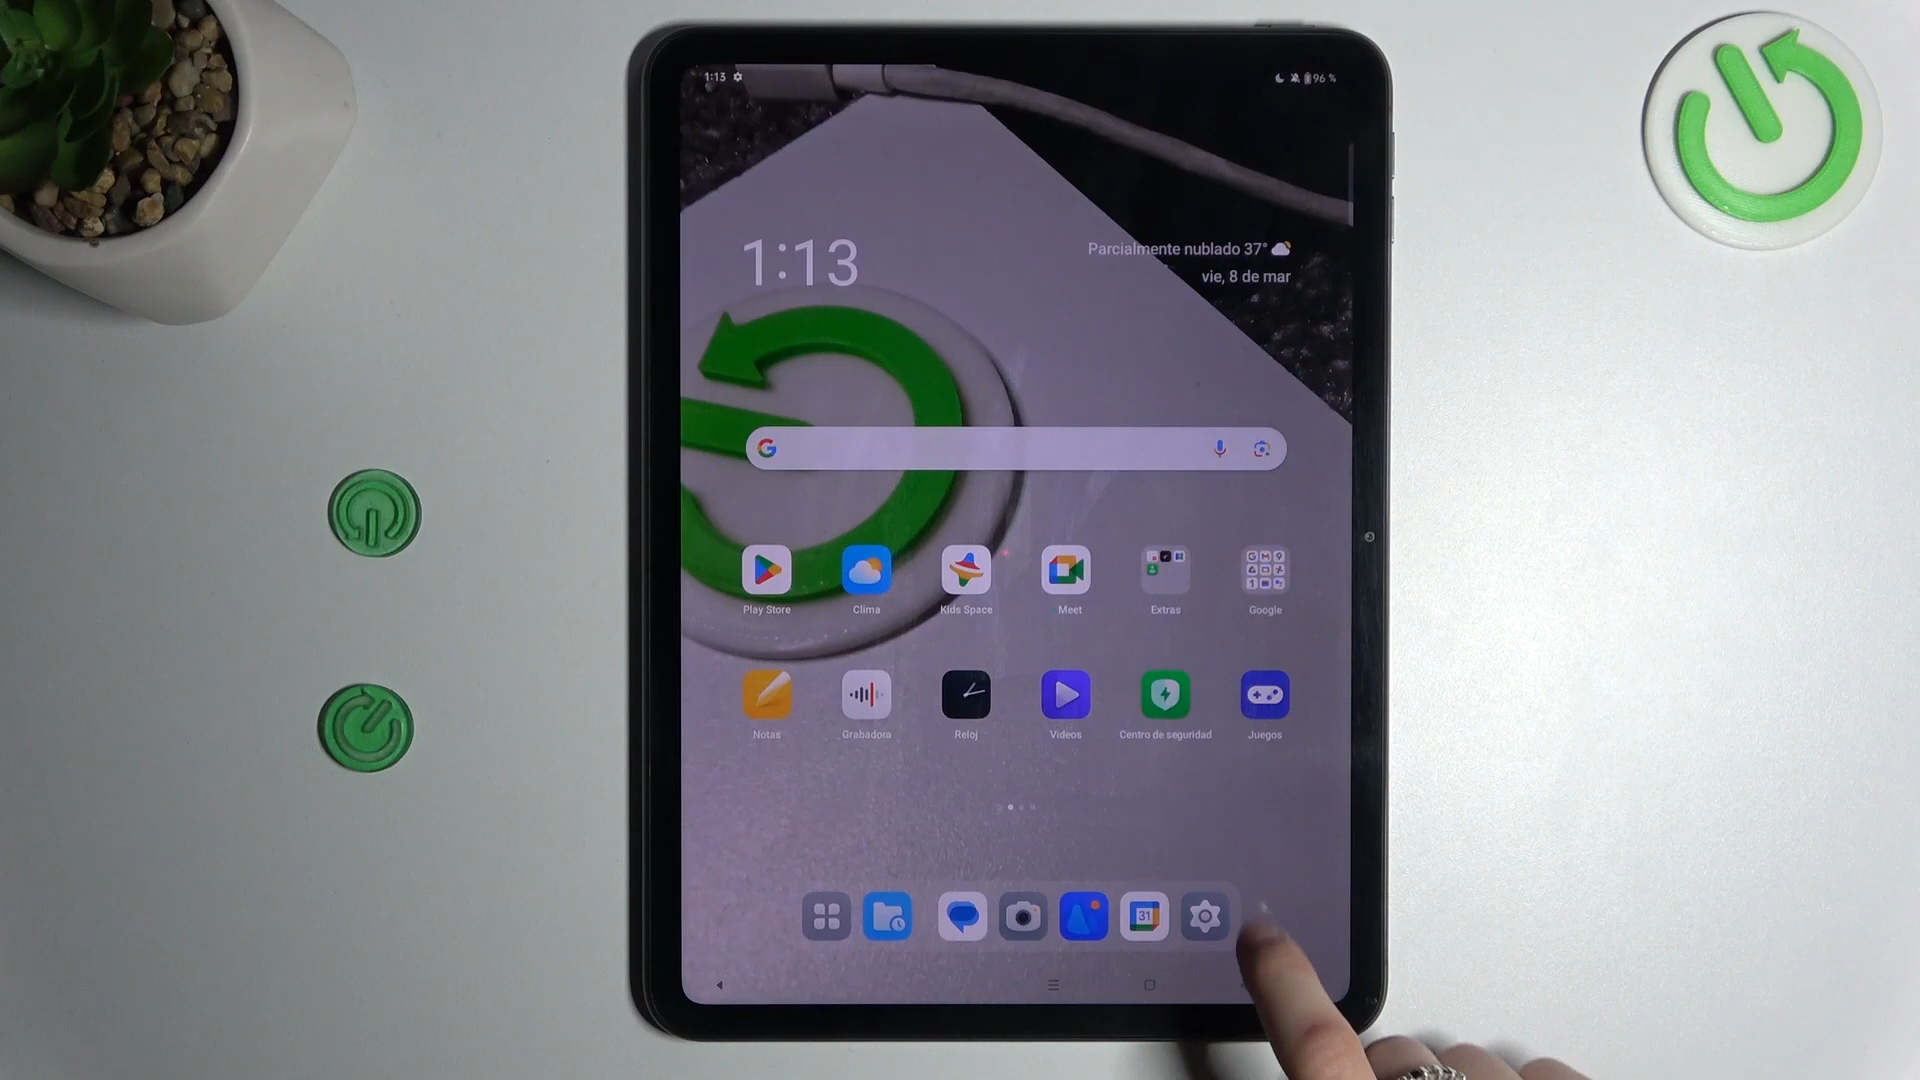 1:13
96 %
1:13
Parcialmente nublado 37°
vie, 8 de mar
G
Play Store
Clima
Kids Space
Meet
Extras
Google
Notas
Grabadora
Reloj
Videos
Centro de seguridad
Juegos
31